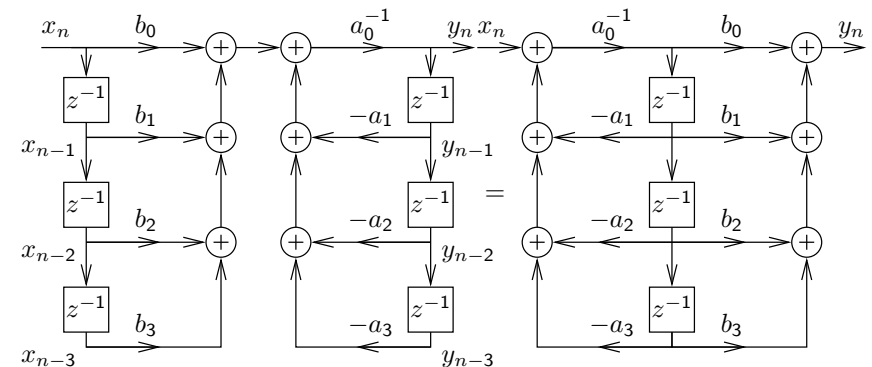 x_n b_0 a_0^{-1} y_n x_n a_0^{-1} b_0 y_n
z^{-1} z^{-1} z^{-1}
b_1 −a_1 −a_1 b_1
x_{n−1} y_{n−1}
z^{-1} z^{-1} = z^{-1}
b_2 −a_2 −a_2 b_2
x_{n−2} y_{n−2}
z^{-1} z^{-1} z^{-1}
b_3 −a_3 −a_3 b_3
x_{n−3} y_{n−3}